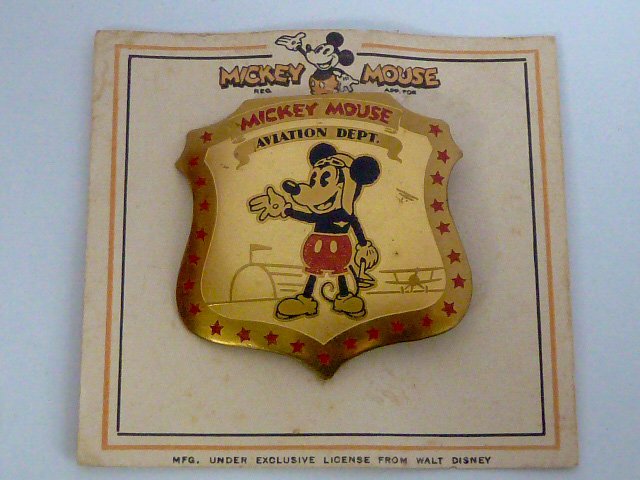 MICKEY MOUSE
REG. APP. FOR
MICKEY MOUSE
AVIATION DEPT.
MFG. UNDER EXCLUSIVE LICENSE FROM WALT DISNEY